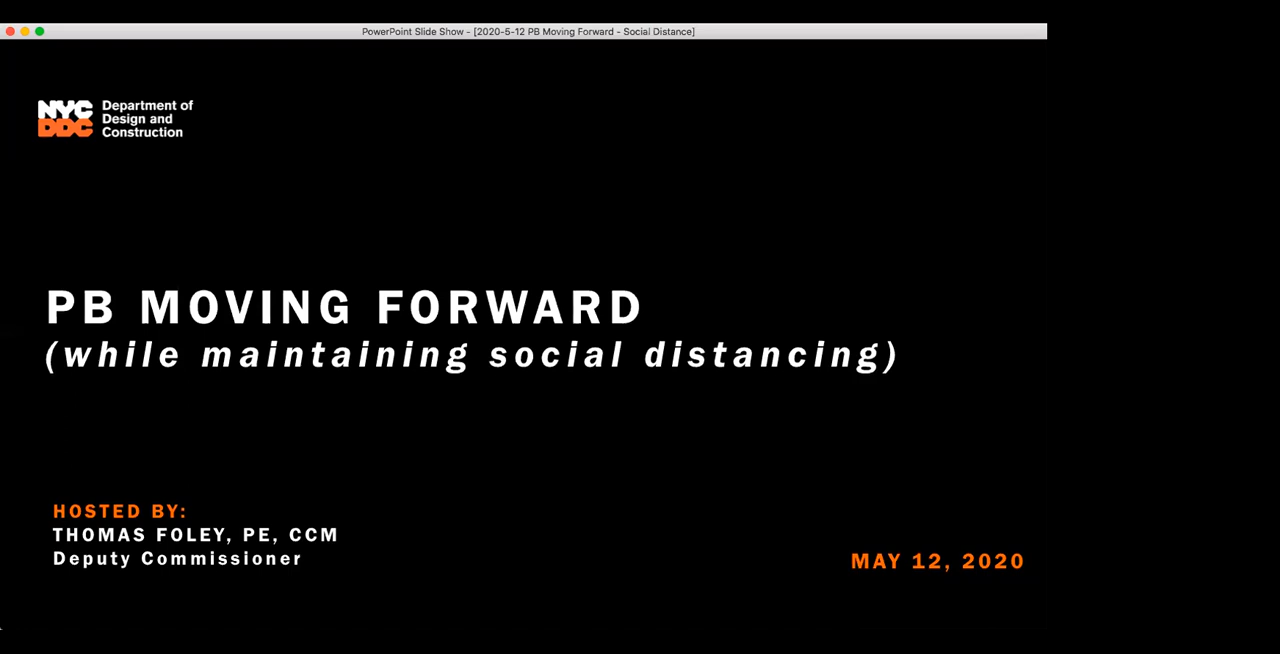 PowerPoint Slide Show - [2020-5-12 PB Moving Forward - Social Distance]
NYC
DDC
Department of
Design and
Construction
PB MOVING FORWARD
(while maintaining social distancing)
HOSTED BY:
THOMAS FOLEY, PE, CCM
Deputy Commissioner
MAY 12, 2020